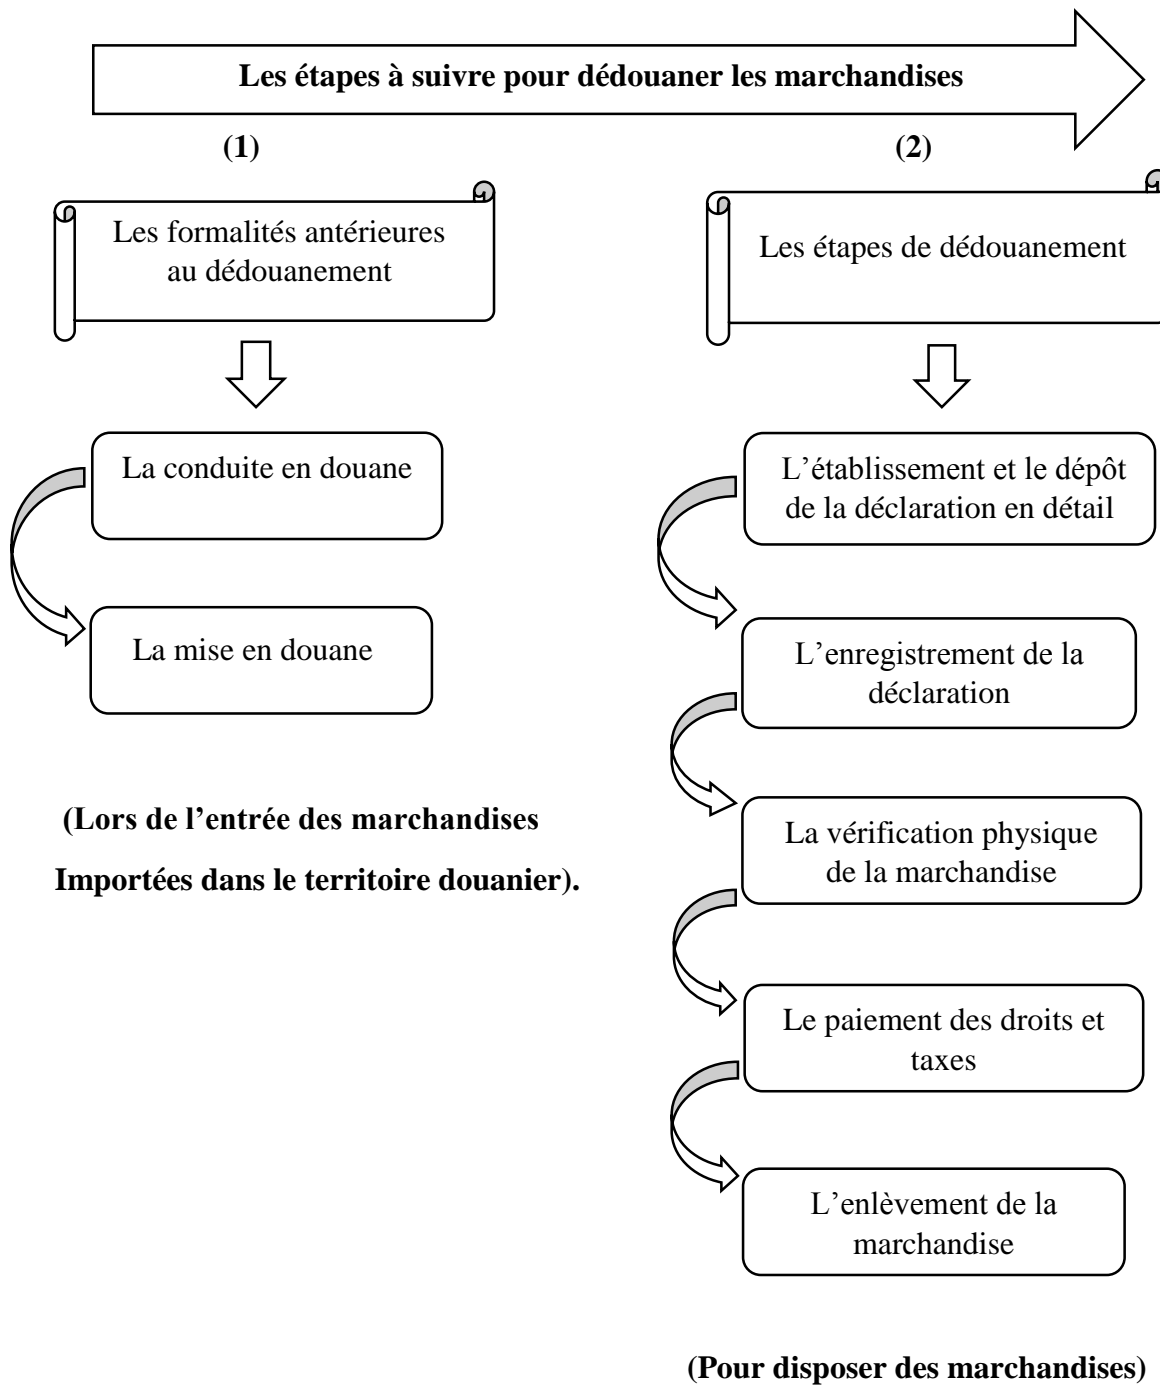 Les étapes à suivre pour dédouaner les marchandises
(1)
(2)
Les formalités antérieures
au dédouanement
Les étapes de dédouanement
La conduite en douane
La mise en douane
(Lors de l’entrée des marchandises
Importées dans le territoire douanier).
L’établissement et le dépôt
de la déclaration en détail
L’enregistrement de la
déclaration
La vérification physique
de la marchandise
Le paiement des droits et
taxes
L’enlèvement de la
marchandise
(Pour disposer des marchandises)